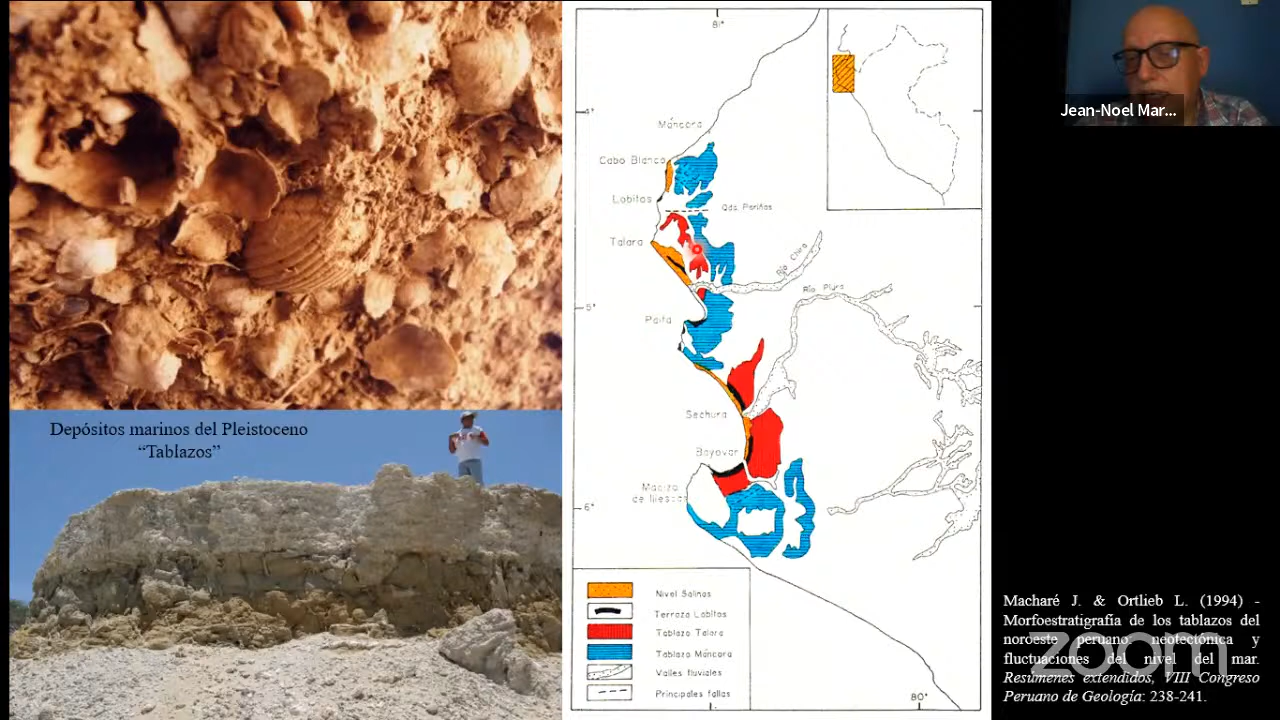 Depósitos marinos del Pleistoceno
“Tablazos”
81°
4°
Máncora
Cabo Blanco
Lobitos
Qda. Pariñas
Talara
Río Chira
Río Piura
5°
Paita
Sechura
Bayovar
Macizo
de Illescas
6°
80°
Nivel Salinas
Terraza Lobitos
Tablazo Talara
Tablazo Máncora
Valles fluviales
Principales fallas
Jean-Noel Mar...
Macharé J. & Ortlieb L. (1994) -
Morfoestratigrafía de los tablazos del
noroeste peruano: neotectónica y
fluctuaciones del nivel del mar.
Resúmenes extendidos, VIII Congreso
Peruano de Geología: 238-241.
zoom